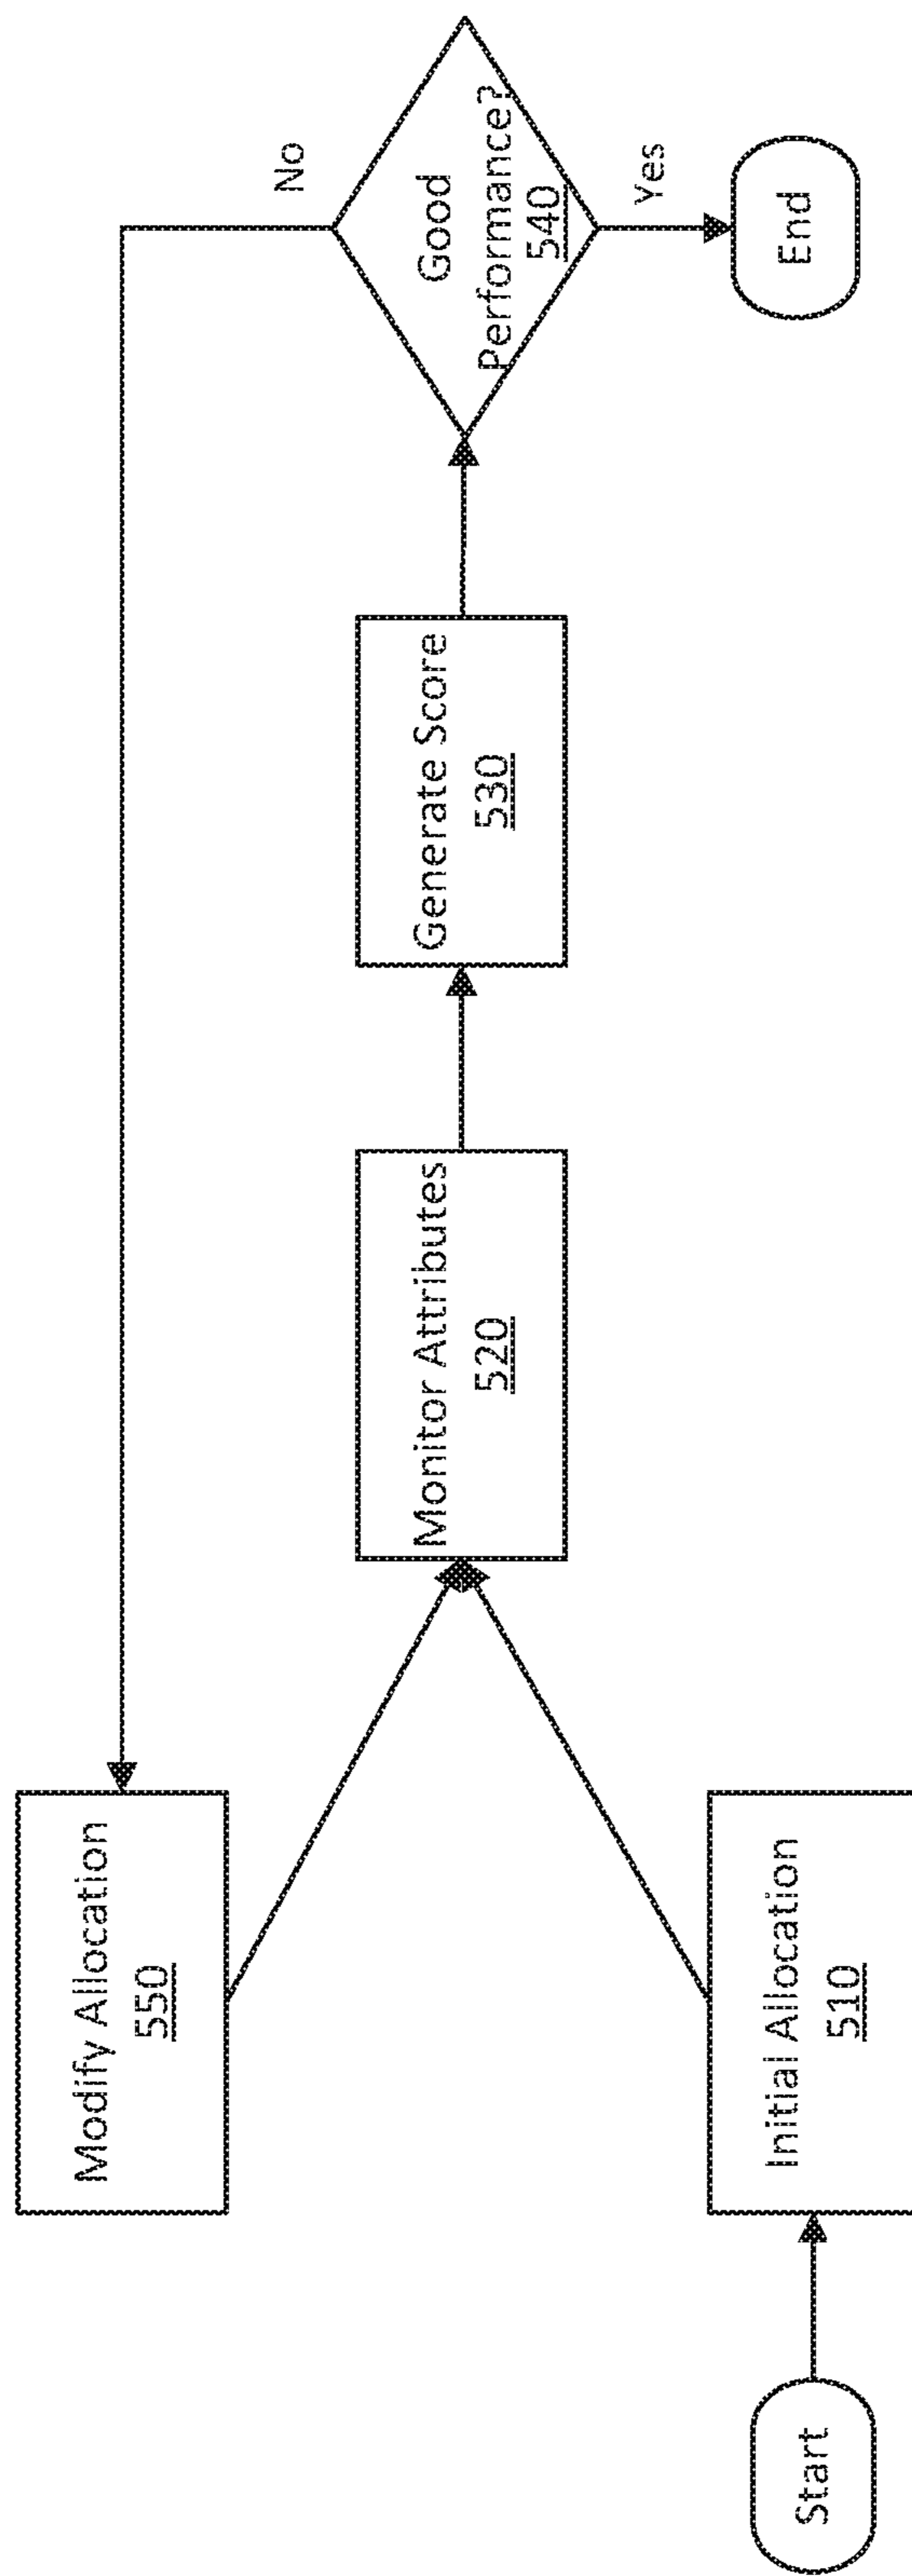 Start
Initial Allocation
510
Modify Allocation
550
Monitor Attributes
520
Generate Score
530
Good
Performance?
540
No
Yes
End